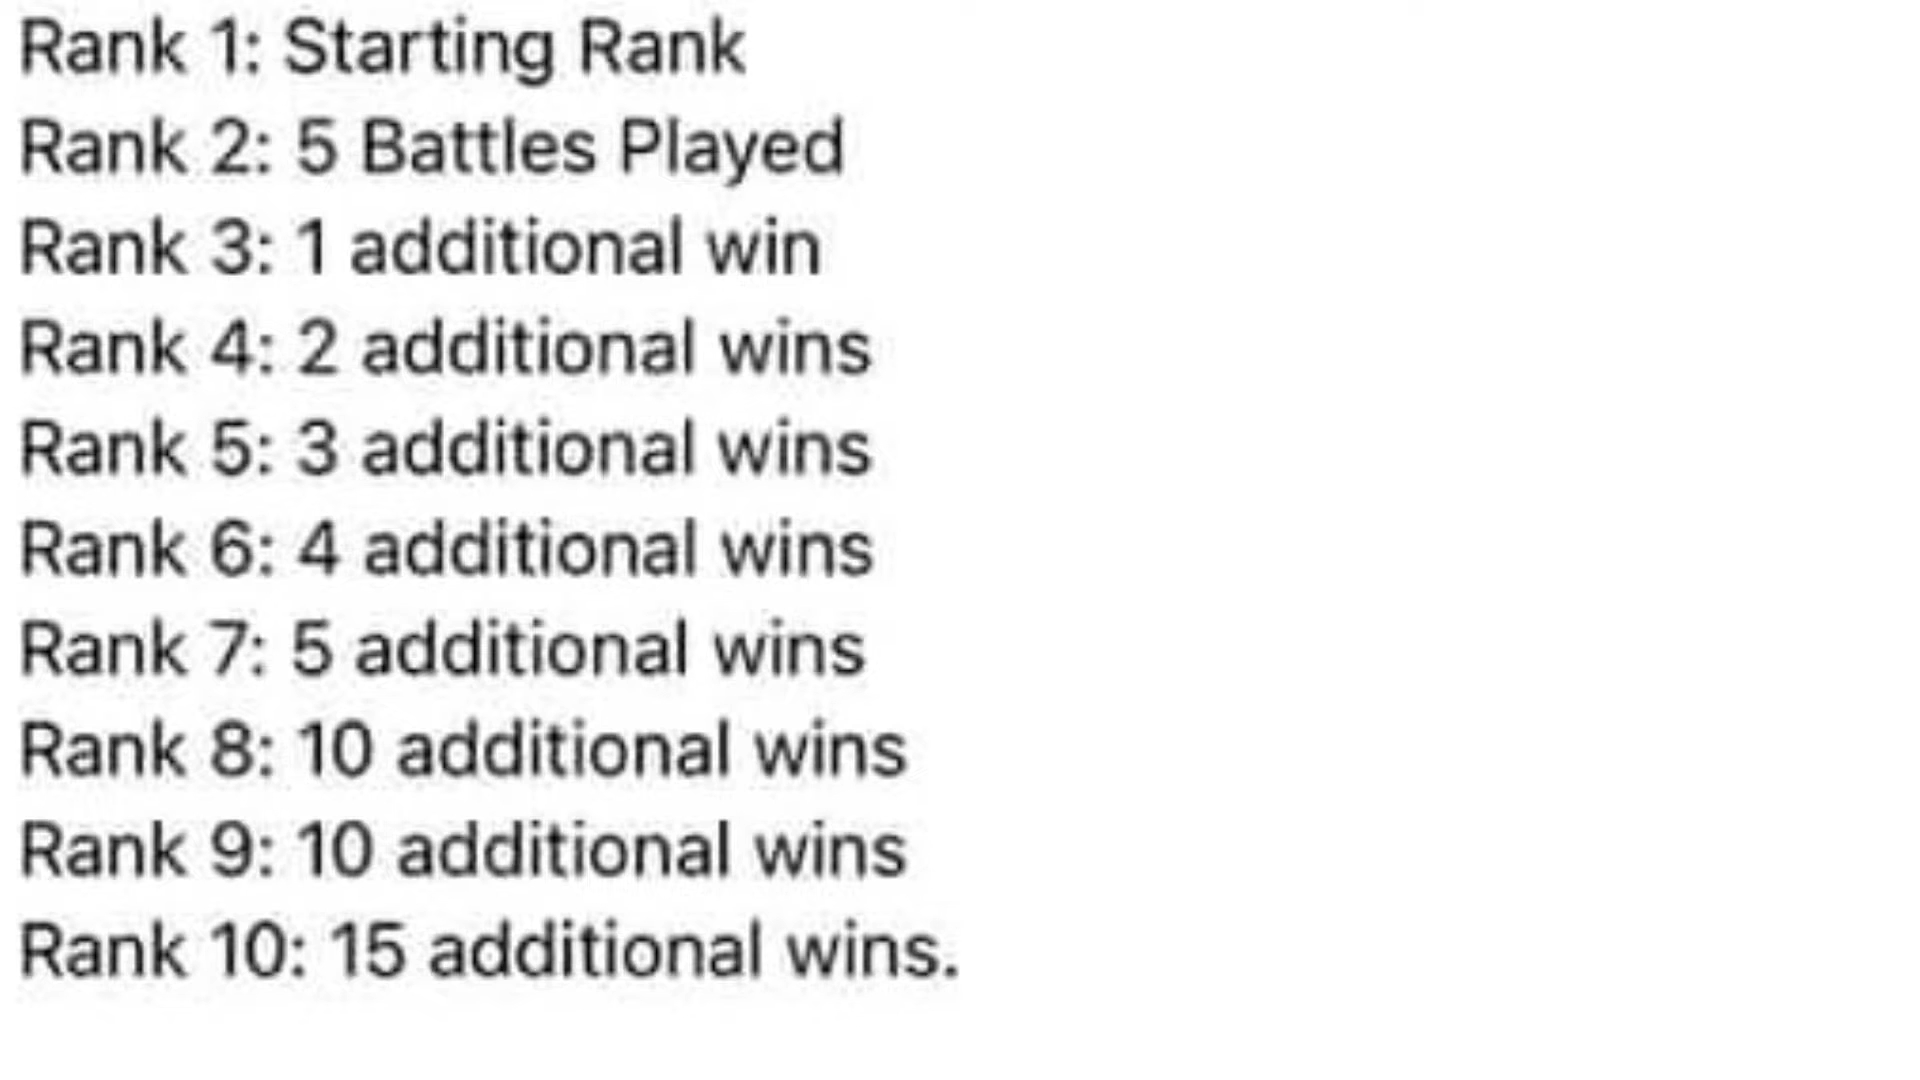 Rank 1: Starting Rank
Rank 2: 5 Battles Played
Rank 3: 1 additional win
Rank 4: 2 additional wins
Rank 5: 3 additional wins
Rank 6: 4 additional wins
Rank 7: 5 additional wins
Rank 8: 10 additional wins
Rank 9: 10 additional wins
Rank 10: 15 additional wins.